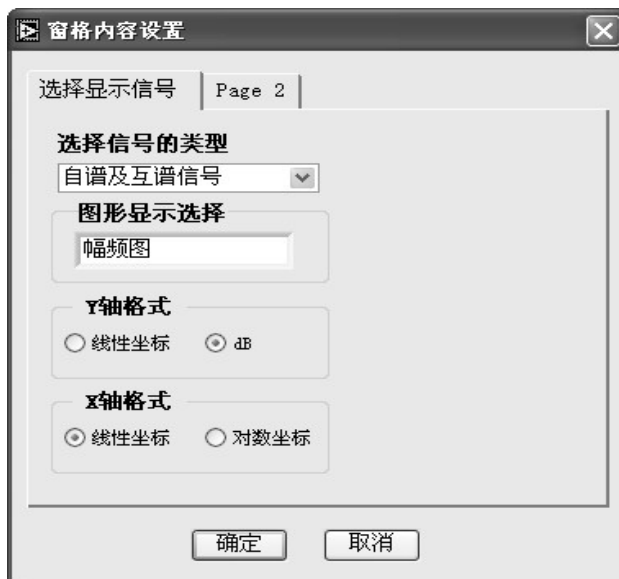 窗格内容设置
选择显示信号 Page 2
选择信号的类型
自谱及互谱信号
图形显示选择
幅频图
Y轴格式
线性坐标 dB
X轴格式
线性坐标 对数坐标
确定 取消